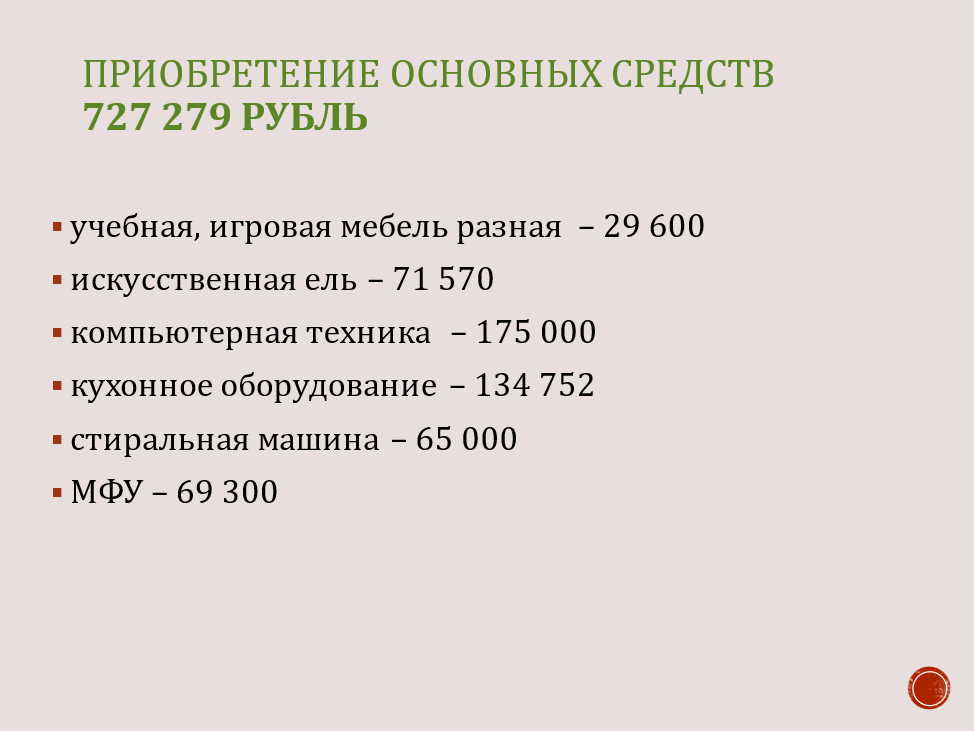 ПРИОБРЕТЕНИЕ ОСНОВНЫХ СРЕДСТВ
727 279 РУБЛЬ
▪ учебная, игровая мебель разная – 29 600
▪ искусственная ель – 71 570
▪ компьютерная техника – 175 000
▪ кухонное оборудование – 134 752
▪ стиральная машина – 65 000
▪ МФУ – 69 300